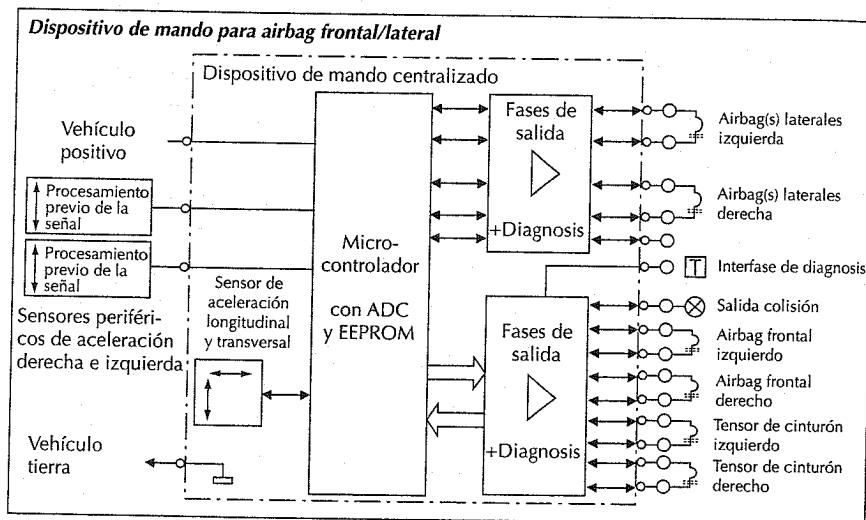 Dispositivo de mando para airbag frontal/lateral
Dispositivo de mando centralizado
Vehículo
positivo
Procesamiento
previo de la
señal
Procesamiento
previo de la
señal
Sensores periféri-
cos de aceleración
derecha e izquierda
Vehículo
tierra
Sensor de
aceleración
longitudinal
y transversal
Micro-
controlador
con ADC
y EEPROM
Fases de
salida
+Diagnosis
Fases de
salida
+Diagnosis
Airbag(s) laterales
izquierda
Airbag(s) laterales
derecha
Interfase de diagnosis
Salida colisión
Airbag frontal
izquierdo
Airbag frontal
derecho
Tensor de cinturón
izquierdo
Tensor de cinturón
derecho